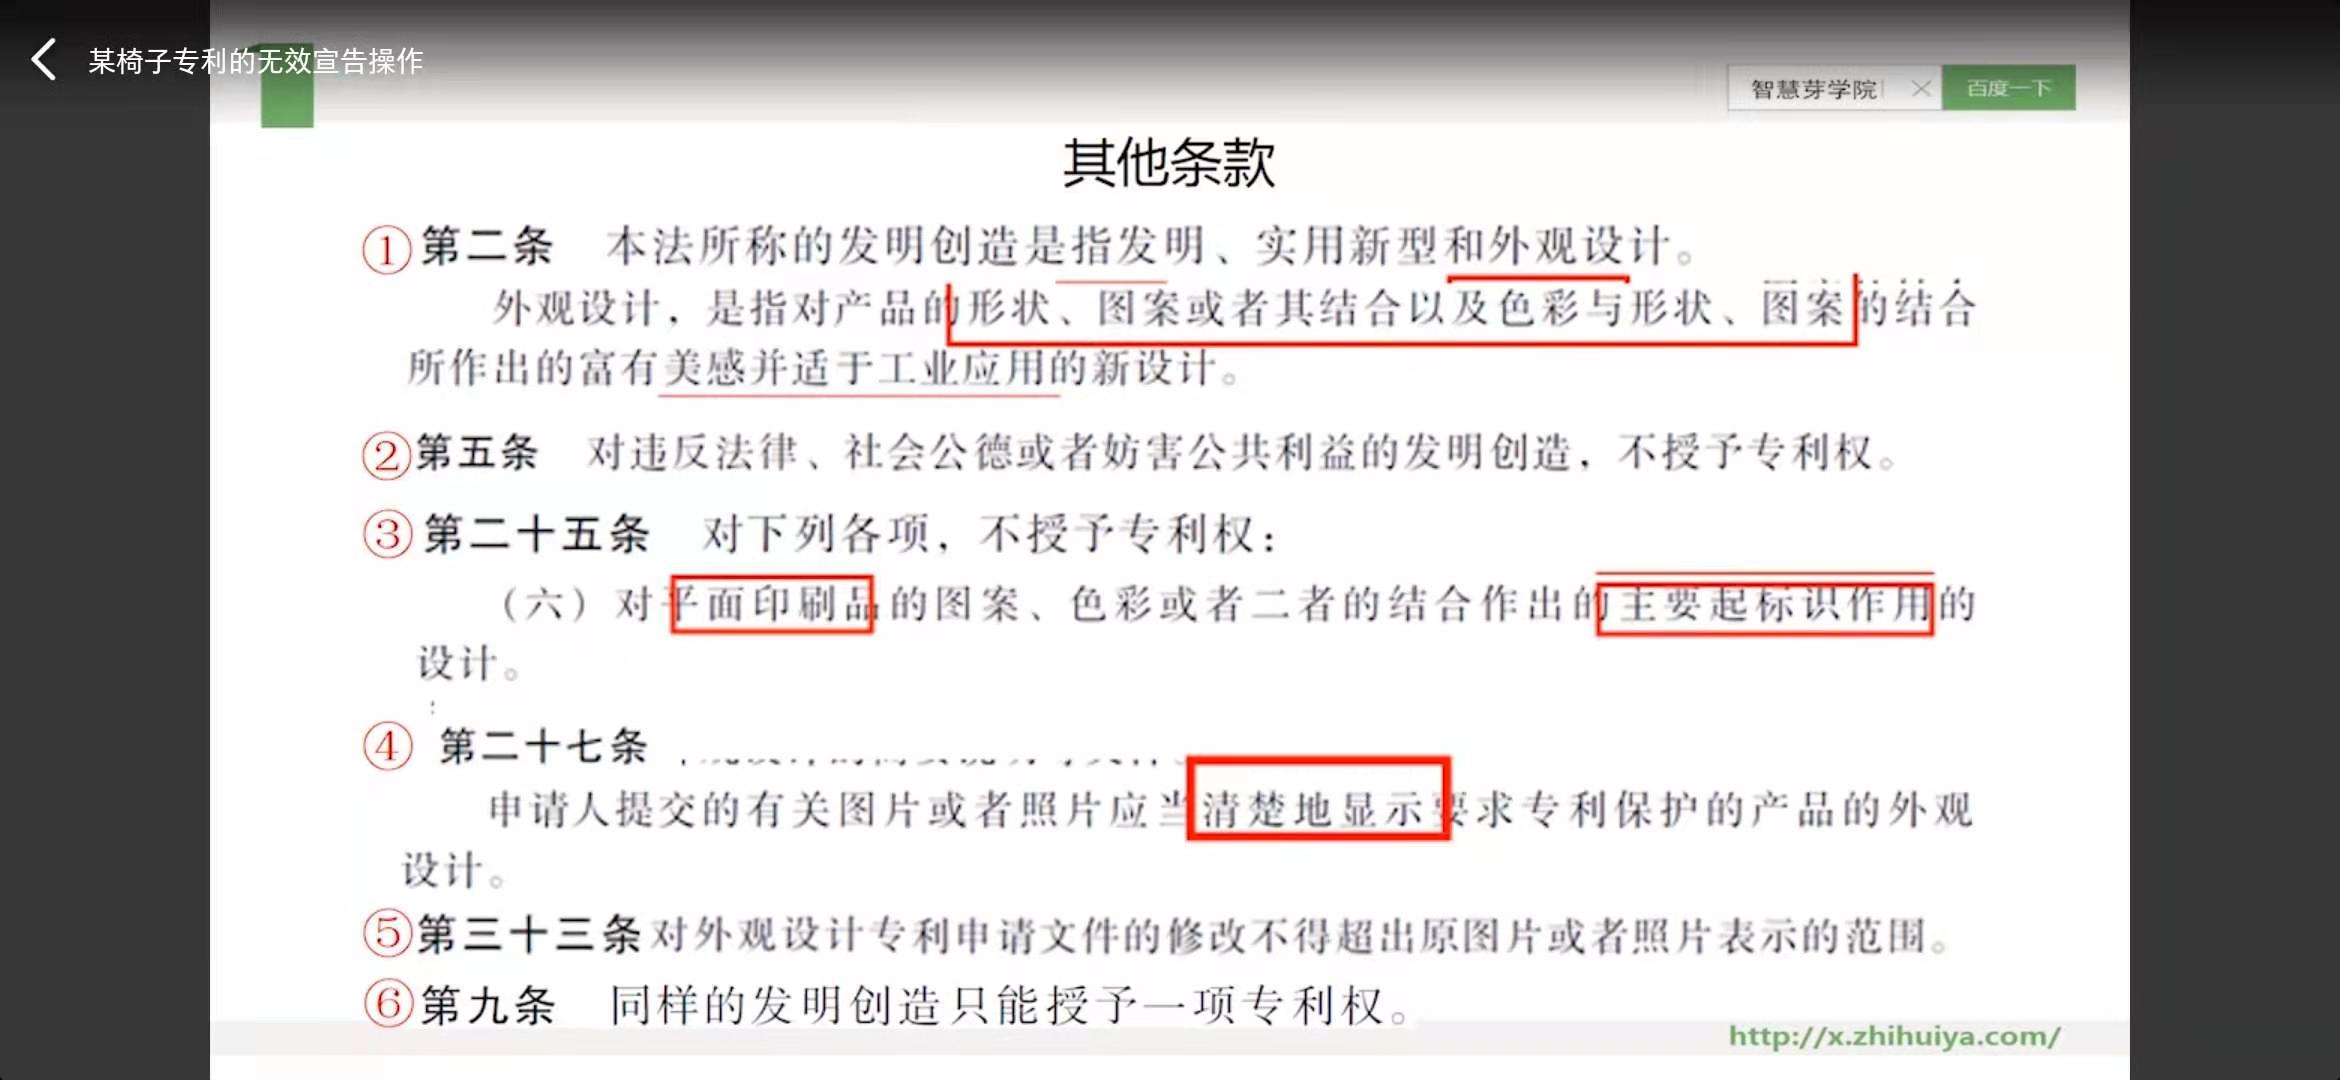 某椅子专利的无效宣告操作
智慧芽学院
百度一下
其他条款
①第二条 本法所称的发明创造是指发明、实用新型和外观设计。
外观设计，是指对产品的形状、图案或者其结合以及色彩与形状、图案的结合
所作出的富有美感并适于工业应用的新设计。
②第五条 对违反法律、社会公德或者妨害公共利益的发明创造，不授予专利权。
③第二十五条 对下列各项，不授予专利权：
（六）对平面印刷品的图案、色彩或者二者的结合作出的主要起标识作用的
设计。
④ 第二十七条
申请人提交的有关图片或者照片应当清楚地显示要求专利保护的产品的外观
设计。
⑤第三十三条对外观设计专利申请文件的修改不得超出原图片或者照片表示的范围。
⑥第九条 同样的发明创造只能授予一项专利权。
http://x.zhihuiya.com/